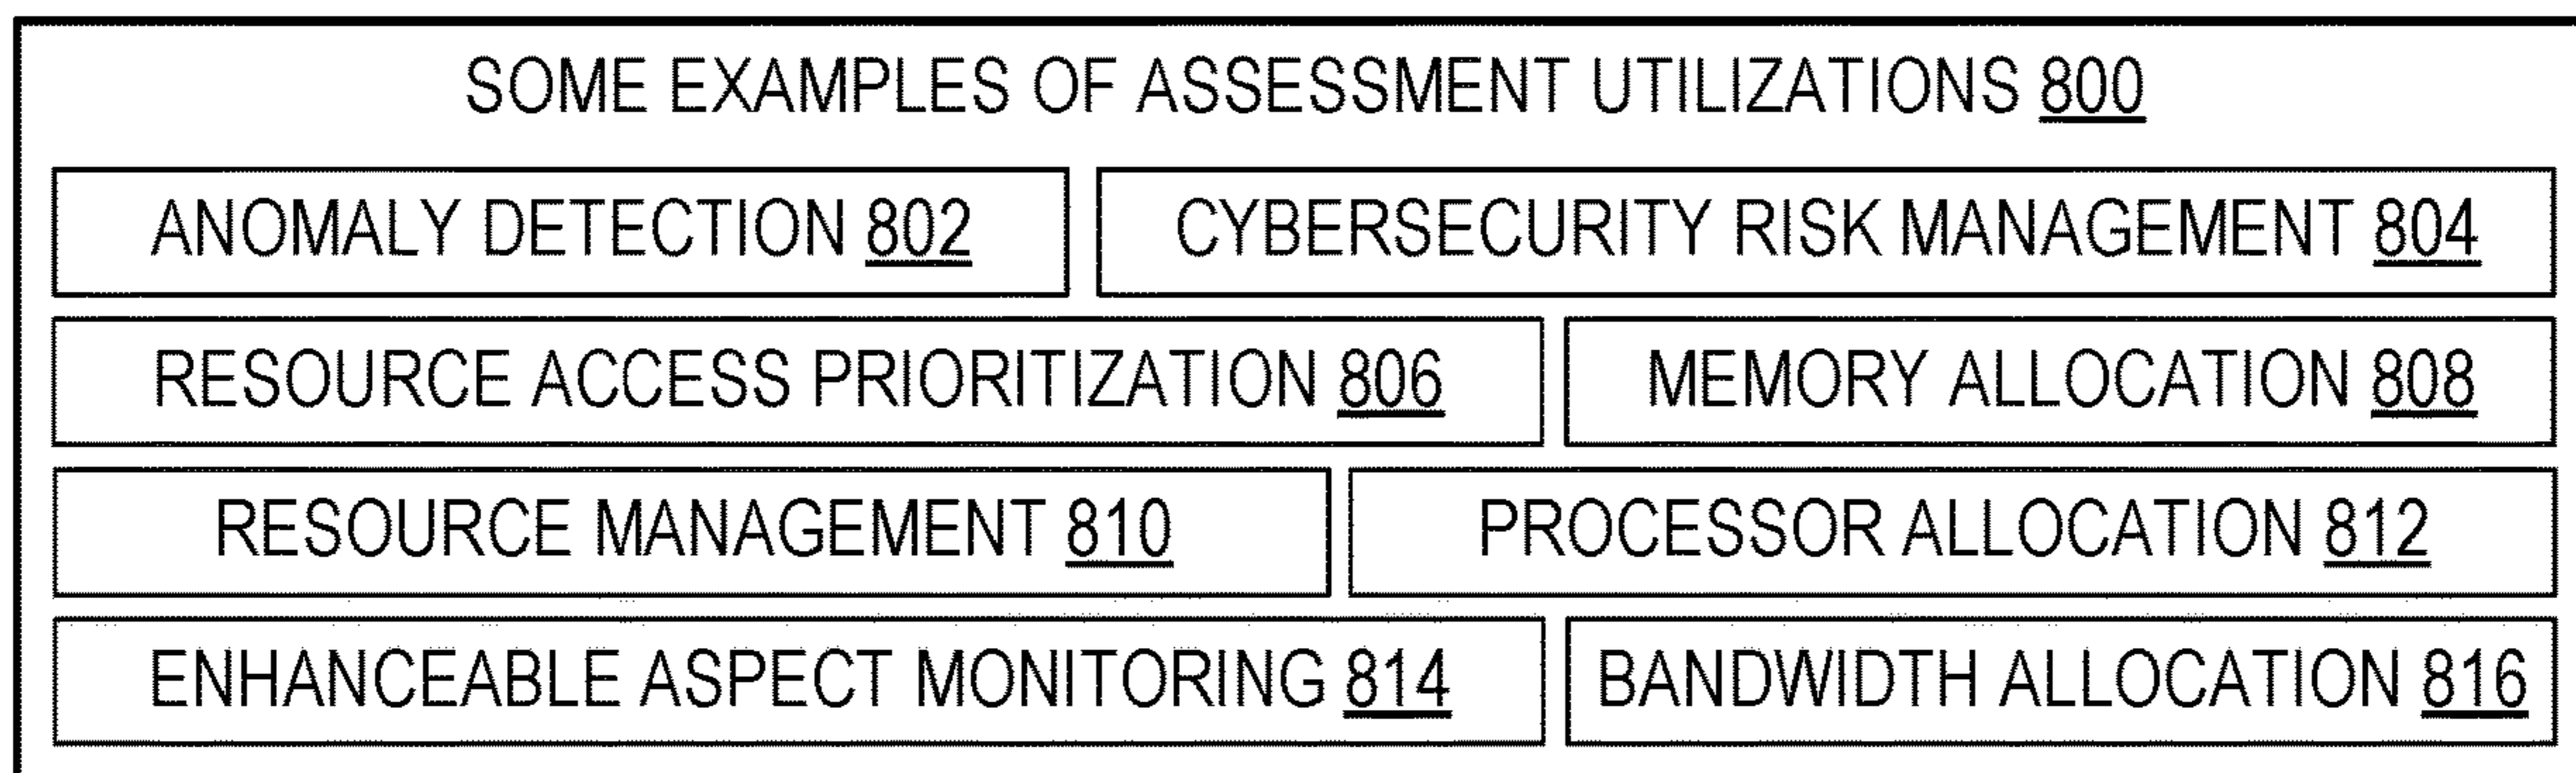 SOME EXAMPLES OF ASSESSMENT UTILIZATIONS 800
ANOMALY DETECTION 802
CYBERSECURITY RISK MANAGEMENT 804
RESOURCE ACCESS PRIORITIZATION 806
MEMORY ALLOCATION 808
RESOURCE MANAGEMENT 810
PROCESSOR ALLOCATION 812
ENHANCEABLE ASPECT MONITORING 814
BANDWIDTH ALLOCATION 816